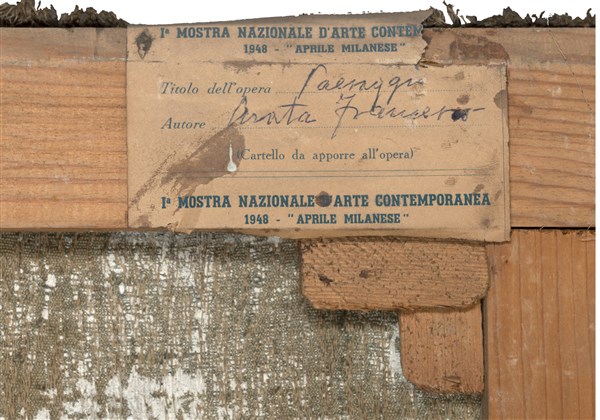 Iª MOSTRA NAZIONALE D'ARTE CONTEM
1948 - "APRILE MILANESE"
Titolo dell'opera Paesaggio
Autore Arata Francesco
(Cartello da apporre all'opera)
Iª MOSTRA NAZIONALE D'ARTE CONTEMPORANEA
1948 - "APRILE MILANESE"